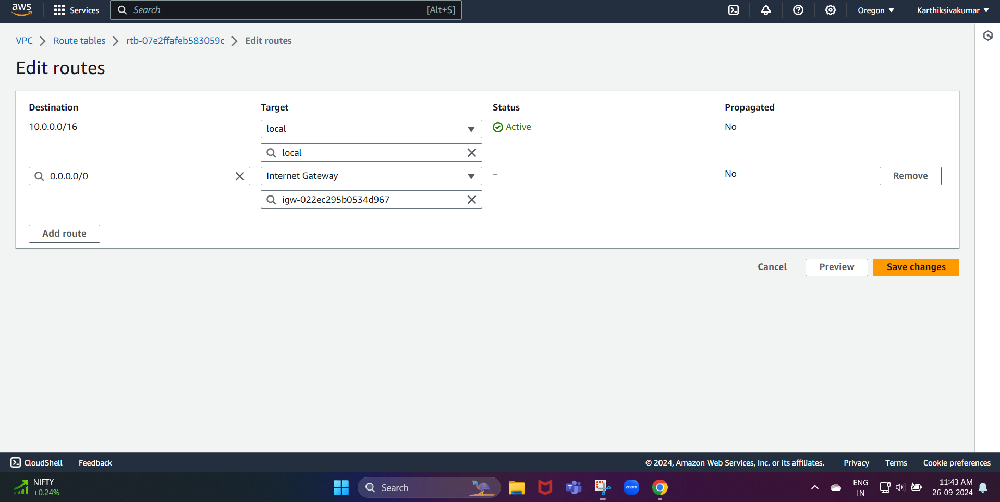 aws Services Search [Alt+S] Oregon Karthiksivakumar
VPC Route tables rtb-07e2ffafeb583059c Edit routes
Edit routes
Destination Target Status Propagated
10.0.0.0/16 local Active No
local
0.0.0.0/0 Internet Gateway – No Remove
igw-022ec295b0534d967
Add route
Cancel Preview Save changes
CloudShell Feedback © 2024, Amazon Web Services, Inc. or its affiliates. Privacy Terms Cookie preferences
NIFTY
+0.24%
Search
T
zoom
ENG
IN
11:43 AM
26-09-2024